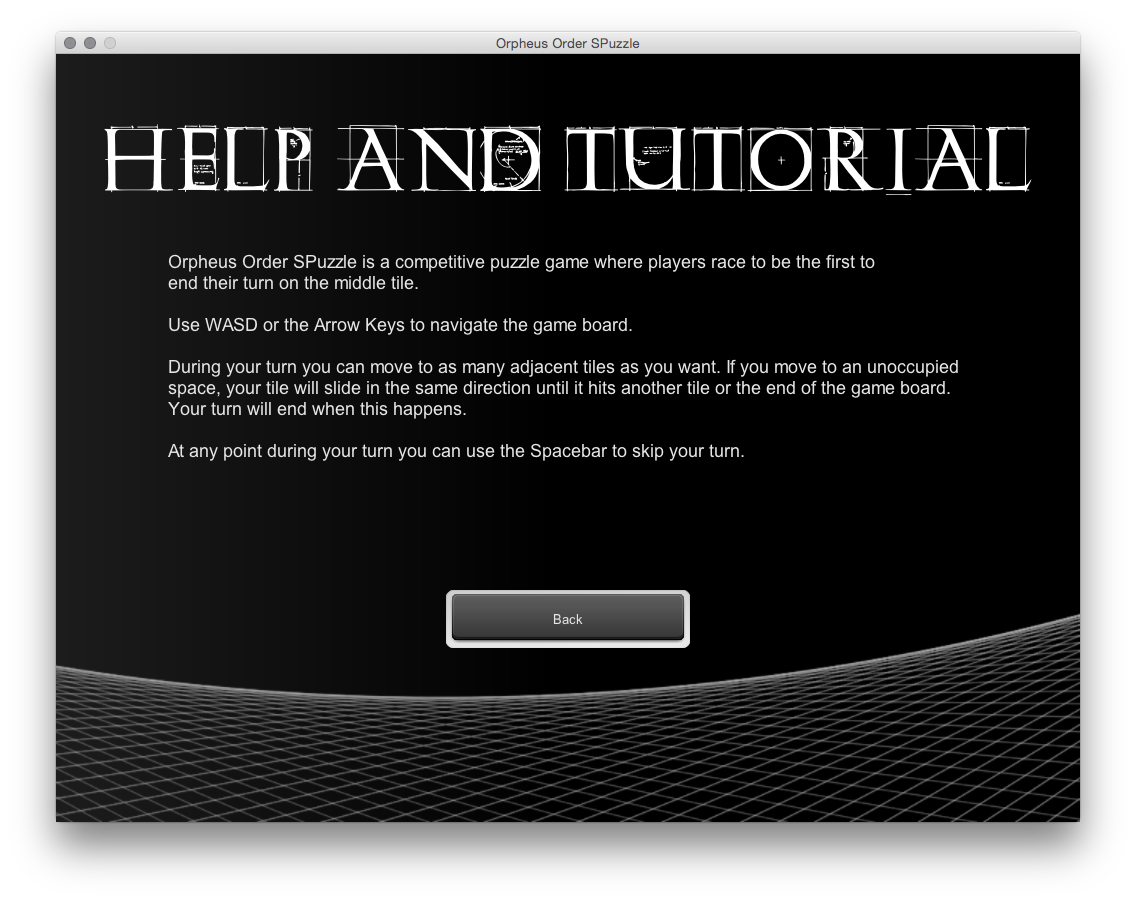 Orpheus Order SPuzzle
HELP AND TUTORIAL
Orpheus Order SPuzzle is a competitive puzzle game where players race to be the first to
end their turn on the middle tile.
Use WASD or the Arrow Keys to navigate the game board.
During your turn you can move to as many adjacent tiles as you want. If you move to an unoccupied
space, your tile will slide in the same direction until it hits another tile or the end of the game board.
Your turn will end when this happens.
At any point during your turn you can use the Spacebar to skip your turn.
Back